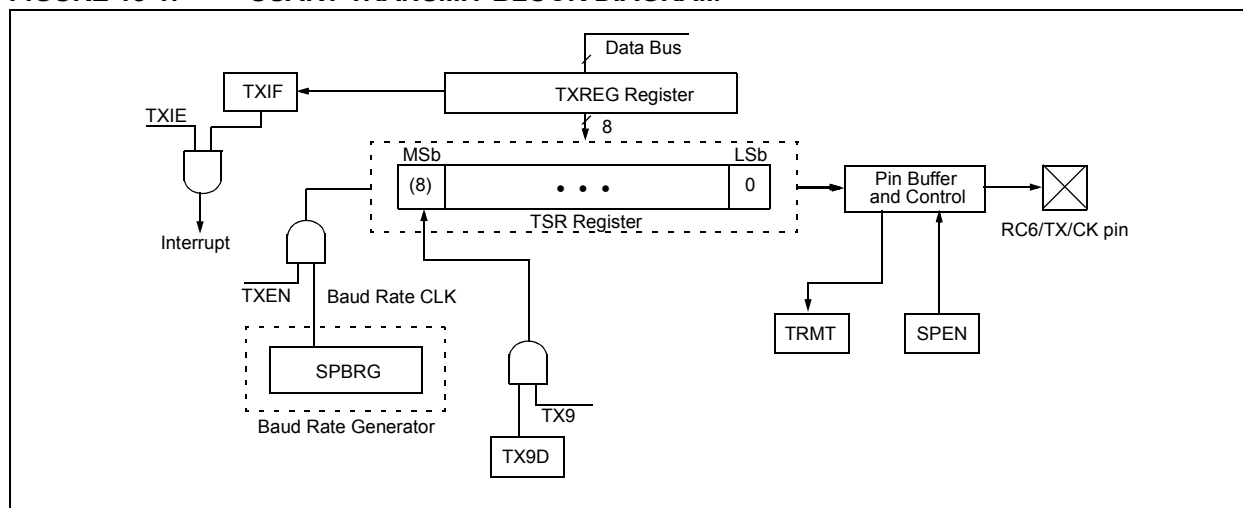 Data Bus
TXIF
TXREG Register
TXIE
8
MSb
LSb
(8)
• • •
0
Pin Buffer
and Control
TSR Register
Interrupt
RC6/TX/CK pin
TXEN
Baud Rate CLK
TRMT
SPEN
SPBRG
TX9
Baud Rate Generator
TX9D